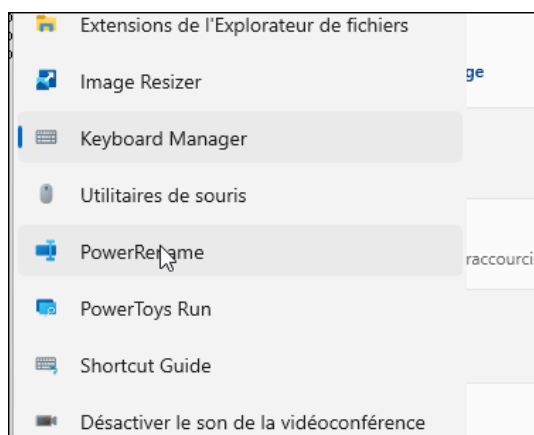 Extensions de l'Explorateur de fichiers
Image Resizer
ge
Keyboard Manager
Utilitaires de souris
PowerRename
raccourci
PowerToys Run
Shortcut Guide
Désactiver le son de la vidéoconférence